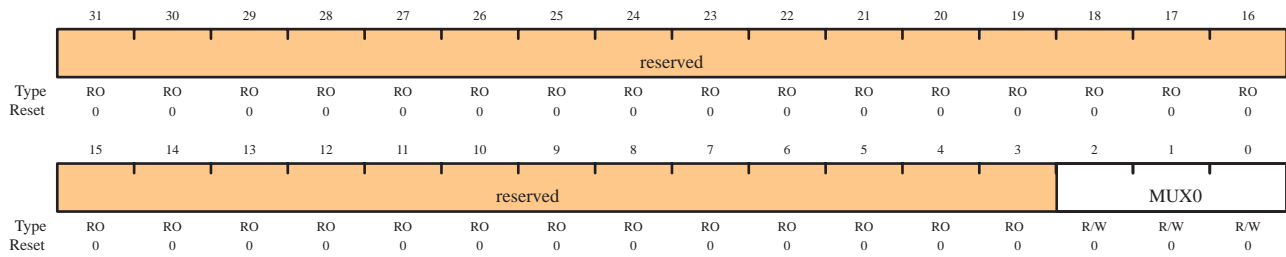 31 30 29 28 27 26 25 24 23 22 21 20 19 18 17 16
reserved
Type RO RO RO RO RO RO RO RO RO RO RO RO RO RO RO RO
Reset 0 0 0 0 0 0 0 0 0 0 0 0 0 0 0 0
15 14 13 12 11 10 9 8 7 6 5 4 3 2 1 0
reserved MUX0
Type RO RO RO RO RO RO RO RO RO RO RO RO RO R/W R/W R/W
Reset 0 0 0 0 0 0 0 0 0 0 0 0 0 0 0 0